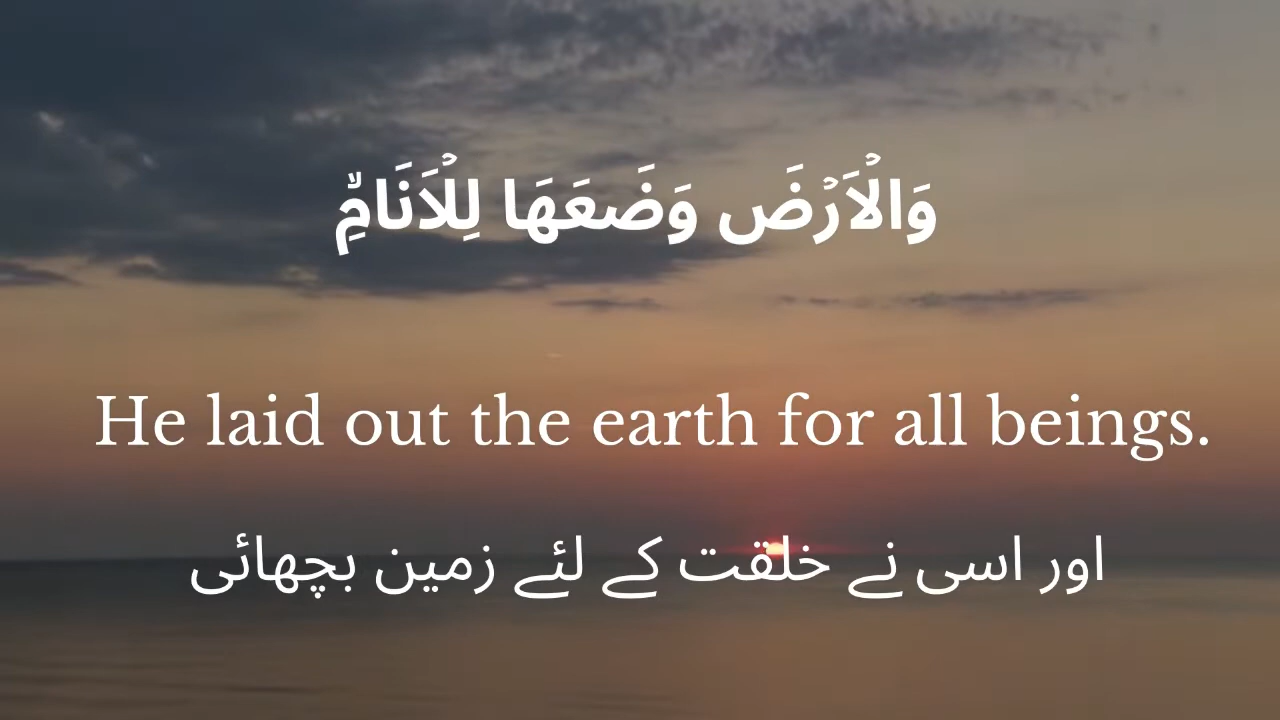 وَالۡاَرۡضَ وَضَعَهَا لِلۡاَنَامِۙ
He laid out the earth for all beings.
اور اسی نے خلقت کے لئے زمین بچھائی